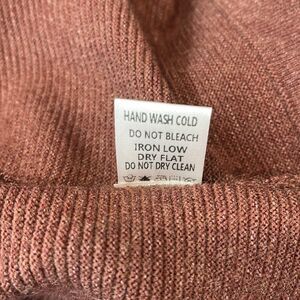 HAND WASH COLD
DO NOT BLEACH
IRON LOW
DRY FLAT
DO NOT DRY CLEAN